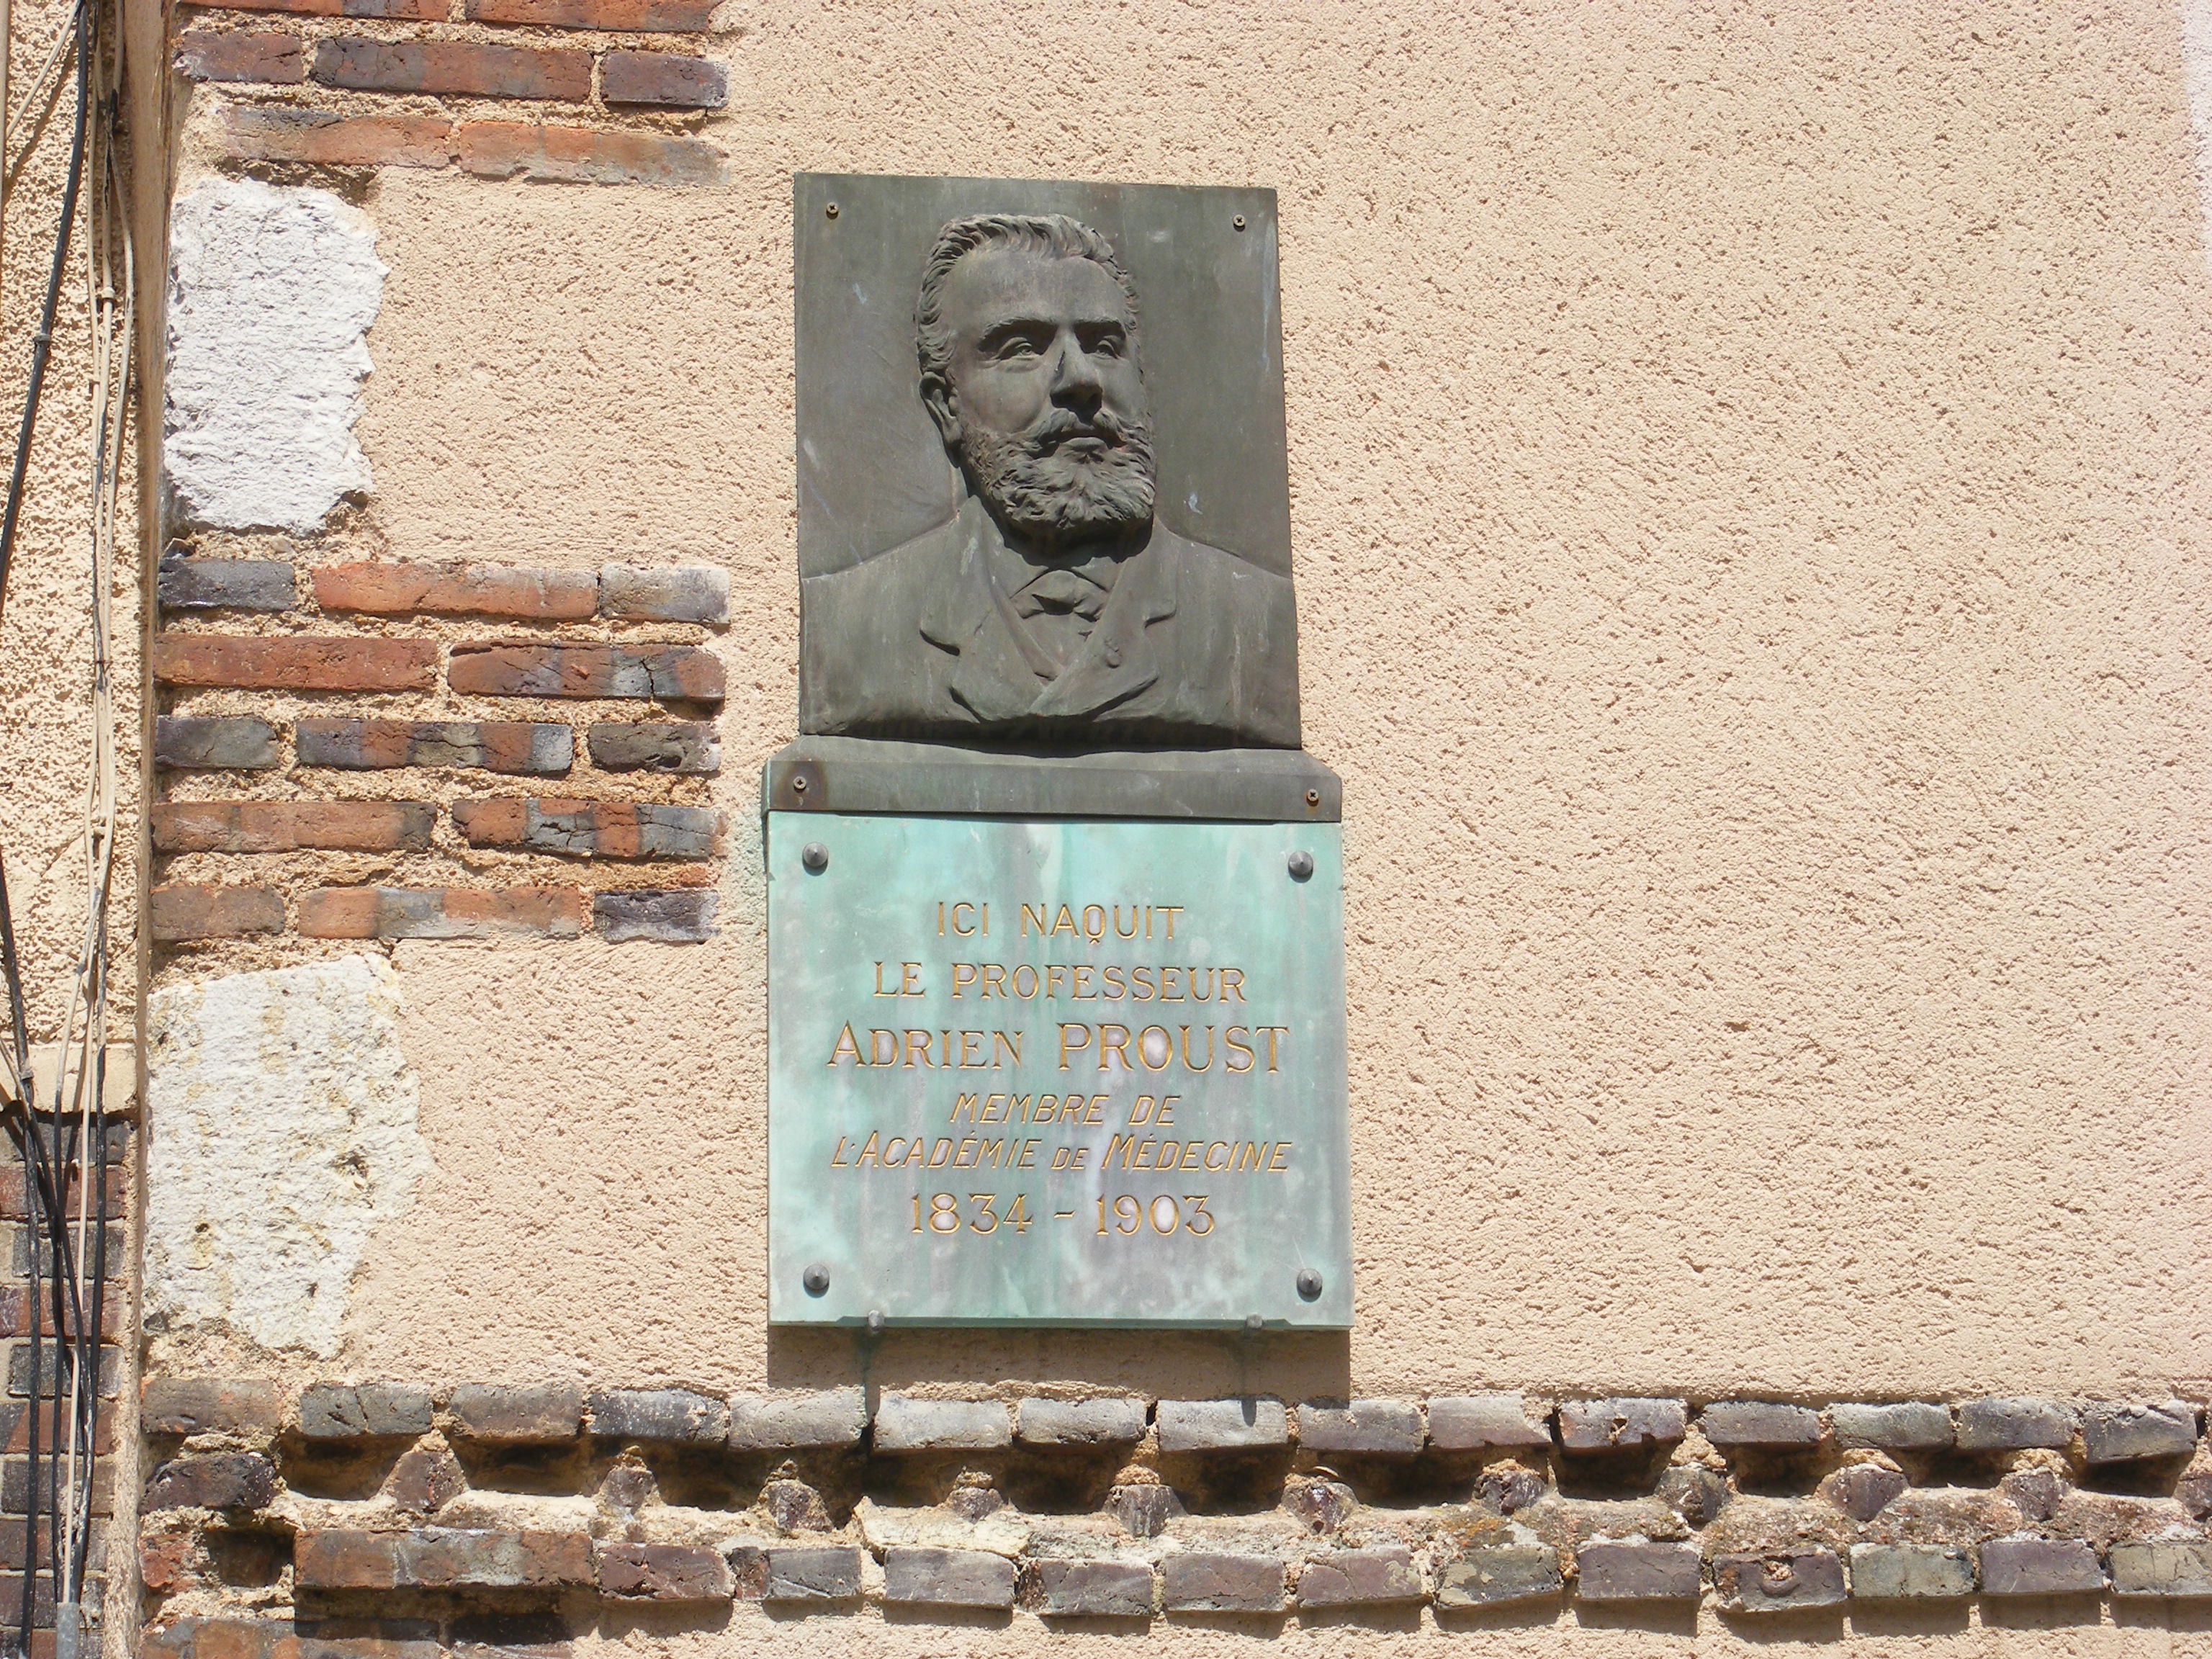 ICI NAQUIT
LE PROFESSEUR
ADRIEN PROUST
MEMBRE DE
L'ACADÉMIE DE MÉDECINE
1834 - 1903